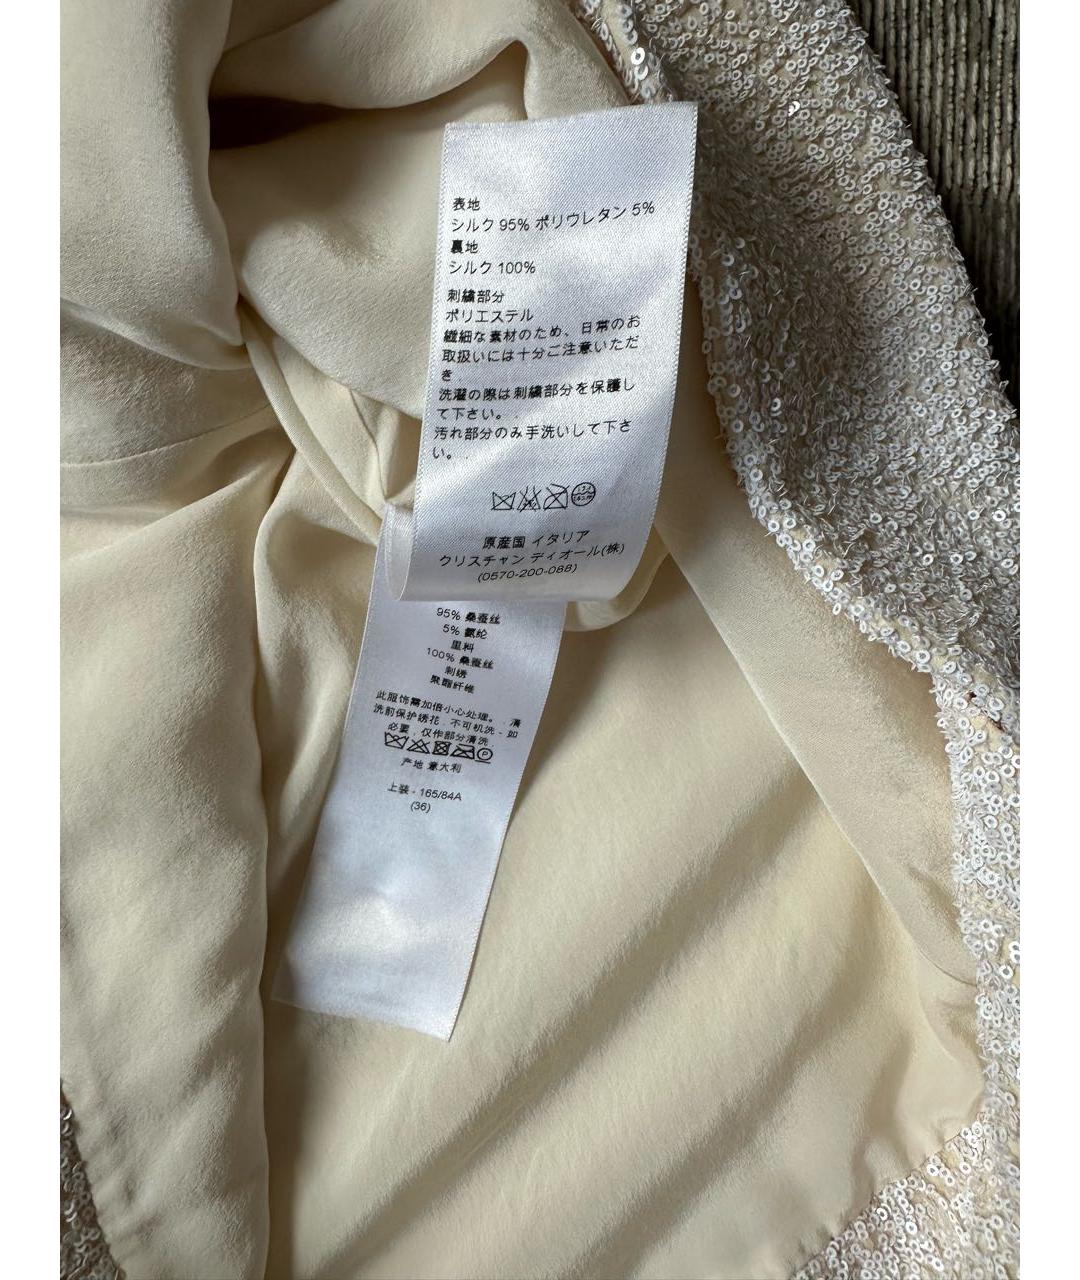 表地
シルク 95% ポリウレタン 5%
裏地
シルク 100%
刺繍部分
ポリエステル
繊細な素材のため、日常のお
取扱いには十分ご注意いただ
き.
洗濯の際は刺繍部分を保護し
て下さい。.
汚れ部分のみ手洗いして下さ
い。.
原産国 イタリア
クリスチャン ディオール(株)
(0570-200-088)
95% 桑蚕丝
5% 氨纶
里料
100% 桑蚕丝
刺绣
聚酯纤维
此服饰需加倍小心处理。. 清
洗前保护绣花. 不可机洗 - 如
必要. 仅作部分清洗
P
产地 意大利
上装 - 165/84A
(36)